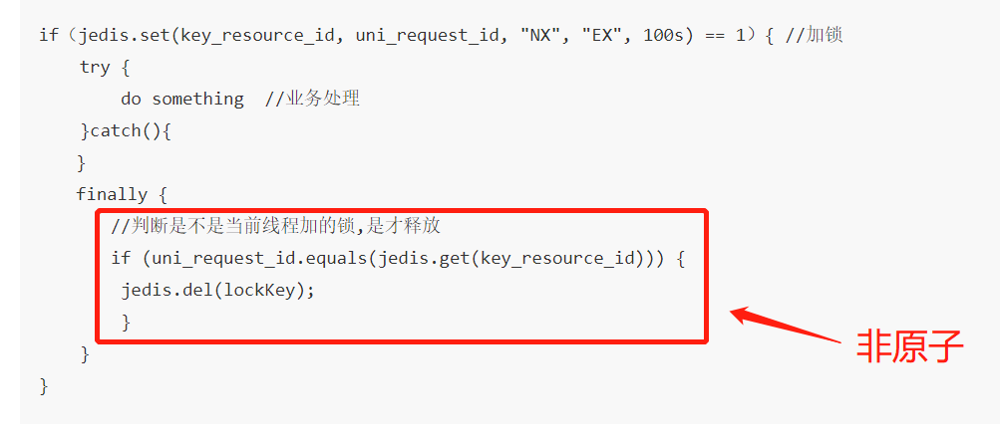 if（jedis.set(key_resource_id, uni_request_id, "NX", "EX", 100s) == 1）{ //加锁
try {
do something //业务处理
}catch(){
}
finally {
//判断是不是当前线程加的锁,是才释放
if (uni_request_id.equals(jedis.get(key_resource_id))) {
jedis.del(lockKey);
}
非原子
}
}